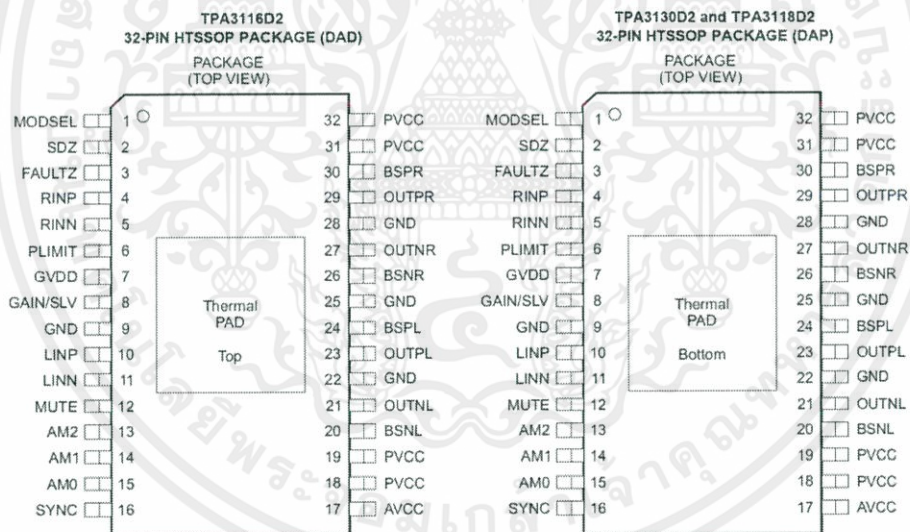 TPA3116D2
32-PIN HTSSOP PACKAGE (DAD)
PACKAGE
(TOP VIEW)
MODSEL 1 32 PVCC
SDZ 2 31 PVCC
FAULTZ 3 30 BSPR
RINP 4 29 OUTPR
RINN 5 28 GND
PLIMIT 6 27 OUTNR
GVDD 7 26 BSNR
GAIN/SLV 8 25 GND
GND 9 24 BSPL
LINP 10 23 OUTPL
LINN 11 22 GND
MUTE 12 21 OUTNL
AM2 13 20 BSNL
AM1 14 19 PVCC
AM0 15 18 PVCC
SYNC 16 17 AVCC
Thermal
PAD
Top
TPA3130D2 and TPA3118D2
32-PIN HTSSOP PACKAGE (DAP)
PACKAGE
(TOP VIEW)
MODSEL 1 32 PVCC
SDZ 2 31 PVCC
FAULTZ 3 30 BSPR
RINP 4 29 OUTPR
RINN 5 28 GND
PLIMIT 6 27 OUTNR
GVDD 7 26 BSNR
GAIN/SLV 8 25 GND
GND 9 24 BSPL
LINP 10 23 OUTPL
LINN 11 22 GND
MUTE 12 21 OUTNL
AM2 13 20 BSNL
AM1 14 19 PVCC
AM0 15 18 PVCC
SYNC 16 17 AVCC
Thermal
PAD
Bottom